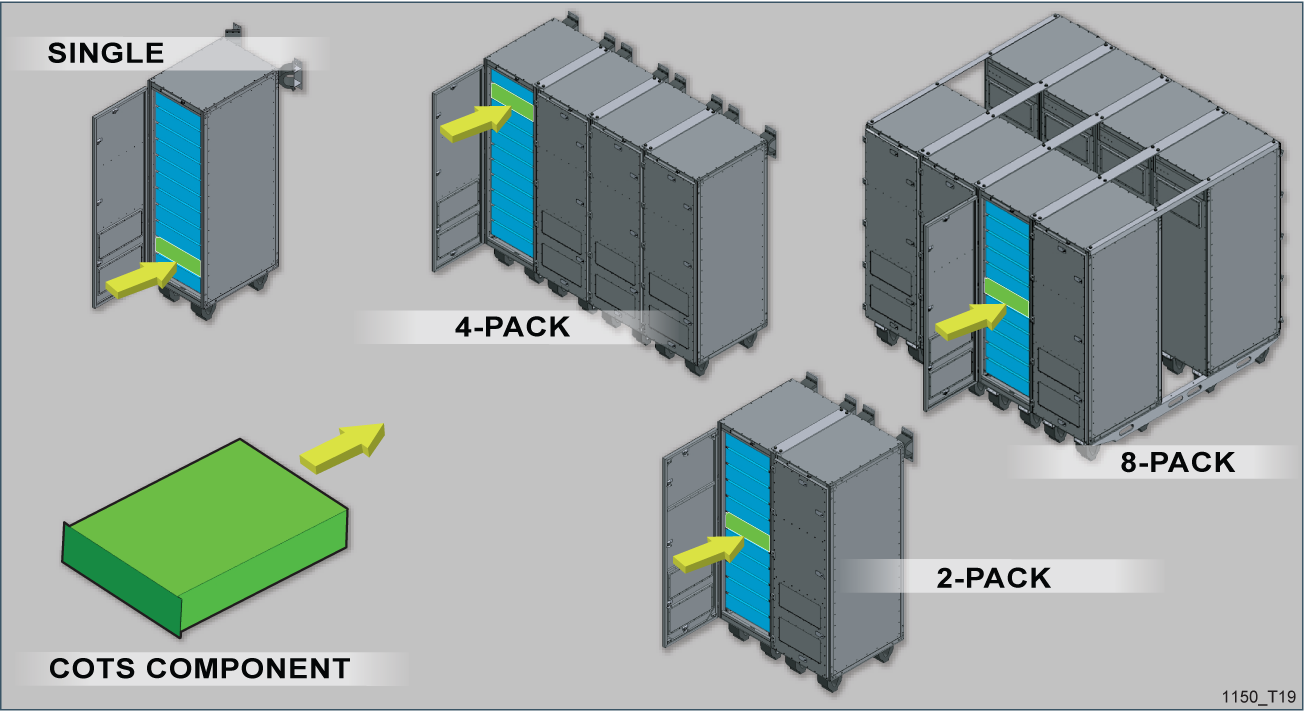 SINGLE
4-PACK
8-PACK
2-PACK
COTS COMPONENT
1150_T19